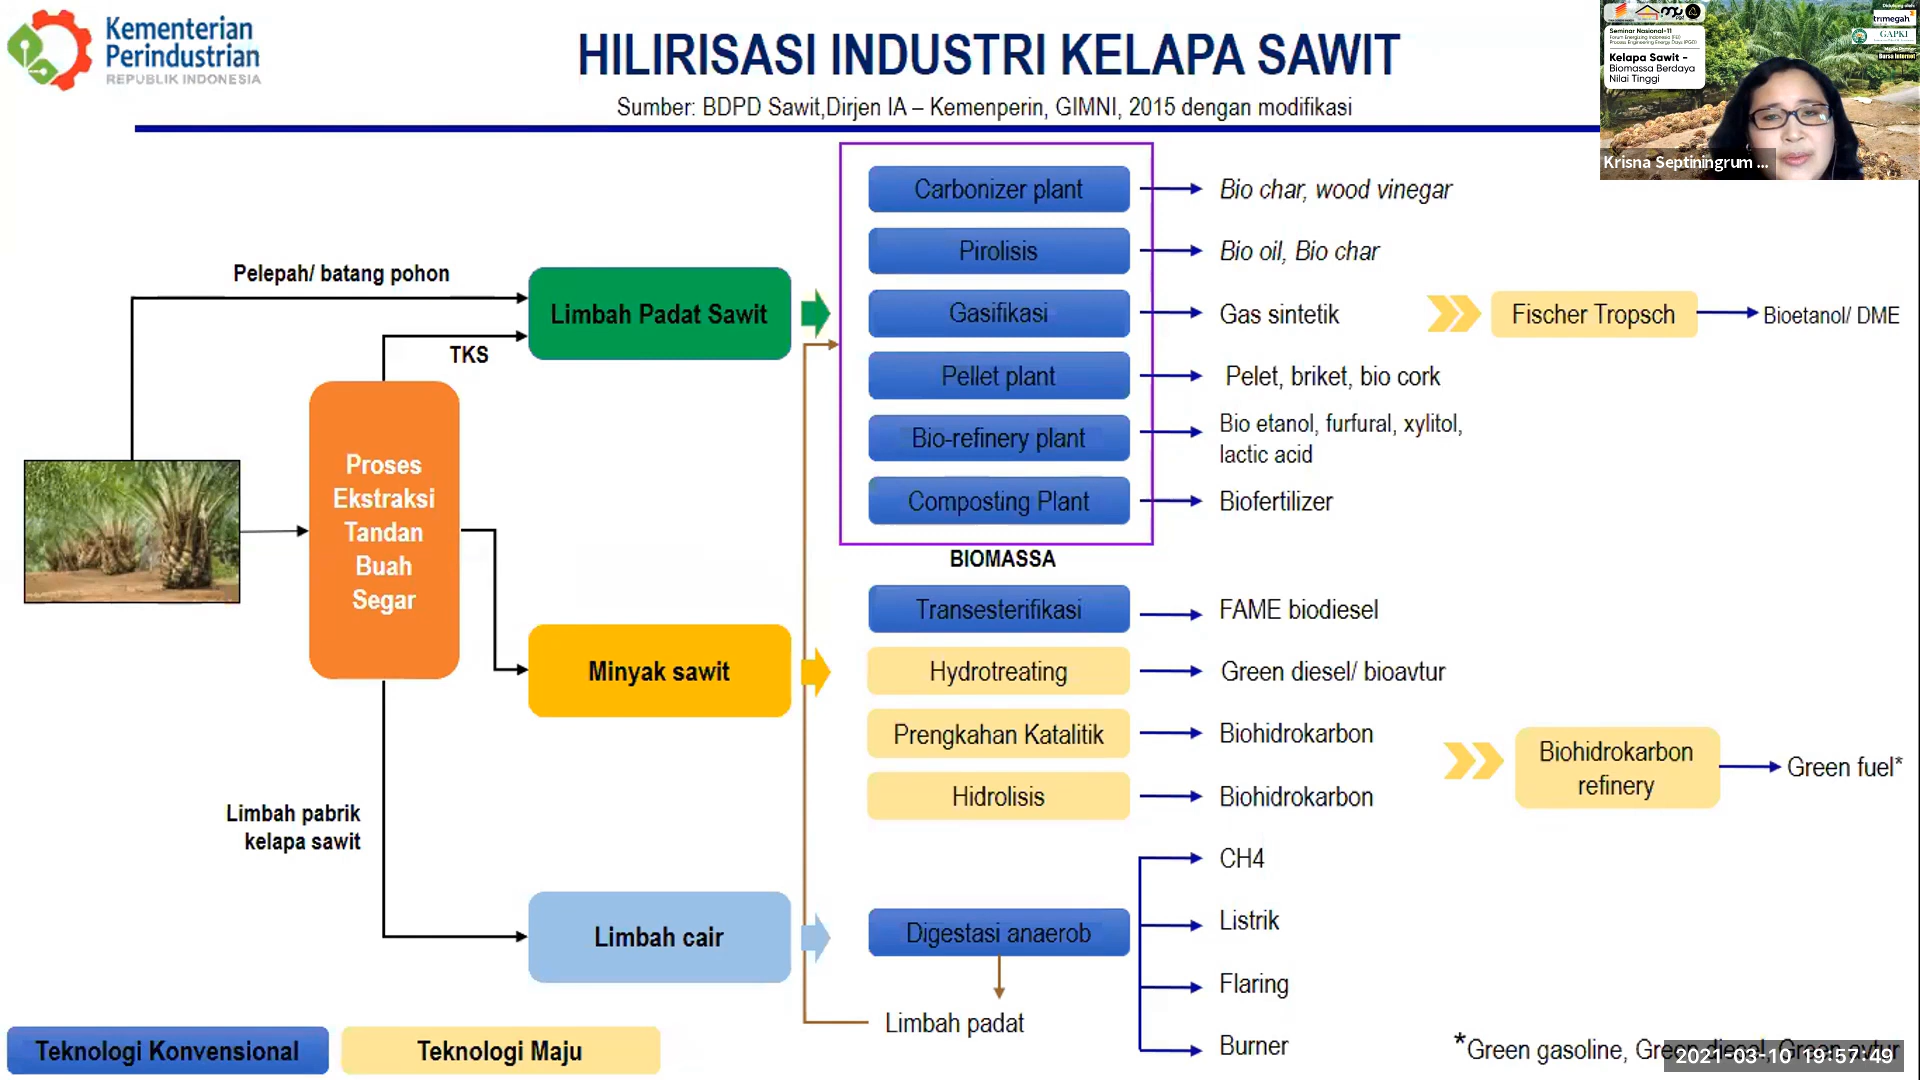 Kementerian
Perindustrian
REPUBLIK INDONESIA
HILIRISASI INDUSTRI KELAPA SAWIT
Sumber: BDPD Sawit,Dirjen IA – Kemenperin, GIMNI, 2015 dengan modifikasi
Seminar Nasional-11
Kelapa Sawit -
Biomassa Berdaya
Nilai Tinggi
trimegah
GAPKI
Krisna Septiningrum ...
Carbonizer plant
Bio char, wood vinegar
Pirolisis
Bio oil, Bio char
Pelepah/ batang pohon
Limbah Padat Sawit
Gasifikasi
Gas sintetik
Fischer Tropsch
Bioetanol/ DME
TKS
Pellet plant
Pelet, briket, bio cork
Bio-refinery plant
Bio etanol, furfural, xylitol,
lactic acid
Composting Plant
Biofertilizer
BIOMASSA
Proses
Ekstraksi
Tandan
Buah
Segar
Transesterifikasi
FAME biodiesel
Minyak sawit
Hydrotreating
Green diesel/ bioavtur
Prengkahan Katalitik
Biohidrokarbon
Biohidrokarbon
refinery
Green fuel*
Hidrolisis
Biohidrokarbon
Limbah pabrik
kelapa sawit
CH4
Limbah cair
Digestasi anaerob
Listrik
Flaring
Limbah padat
Burner
Teknologi Konvensional
Teknologi Maju
*Green gasoline, Green diesel, Green avtur
2021-03-10 19:57:49